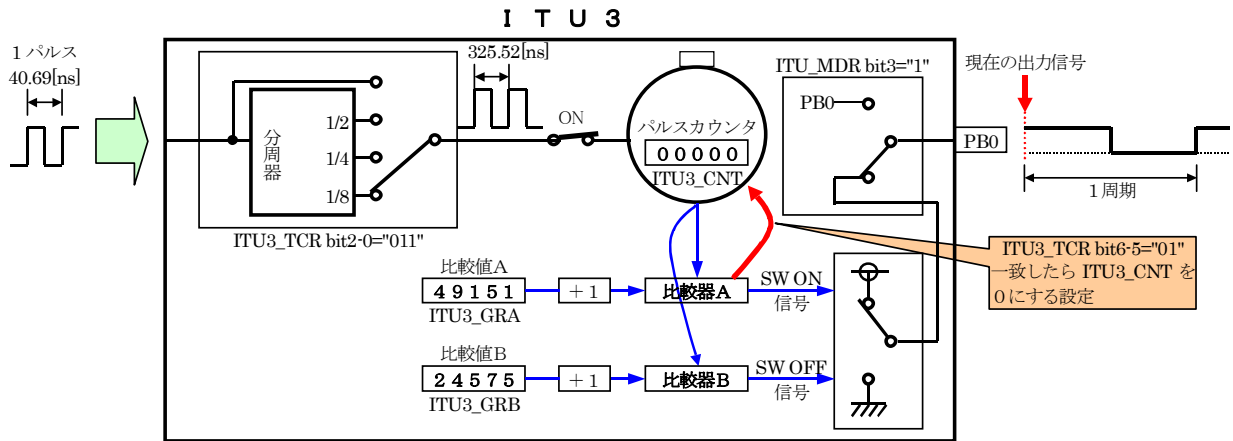 ＩＴＵ３
1 パルス
40.69[ns]
325.52[ns]
分周器
1/2
1/4
1/8
ITU3_TCR bit2-0="011"
ON
パルスカウンタ
０００００
ITU3_CNT
ITU_MDR bit3="1"
PB0
PB0
現在の出力信号
1 周期
ITU3_TCR bit6-5="01"
一致したら ITU3_CNT を
０にする設定
比較値A
４９１５１
ITU3_GRA
＋1
比較器A
SW ON
信号
比較値B
２４５７５
ITU3_GRB
＋1
比較器B
SW OFF
信号